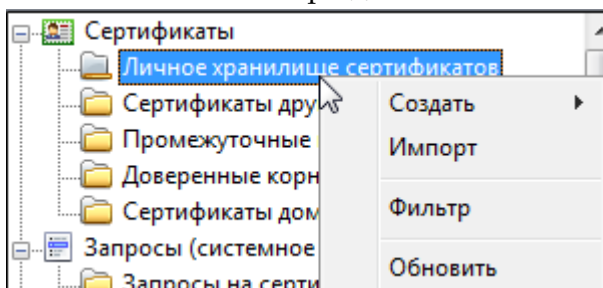 Сертификаты
Личное хранилище сертификатов
Сертификаты дру
Создать
Промежуточные
Импорт
Доверенные корн
Сертификаты дом
Фильтр
Запросы (системное
Обновить
Запросы на серти